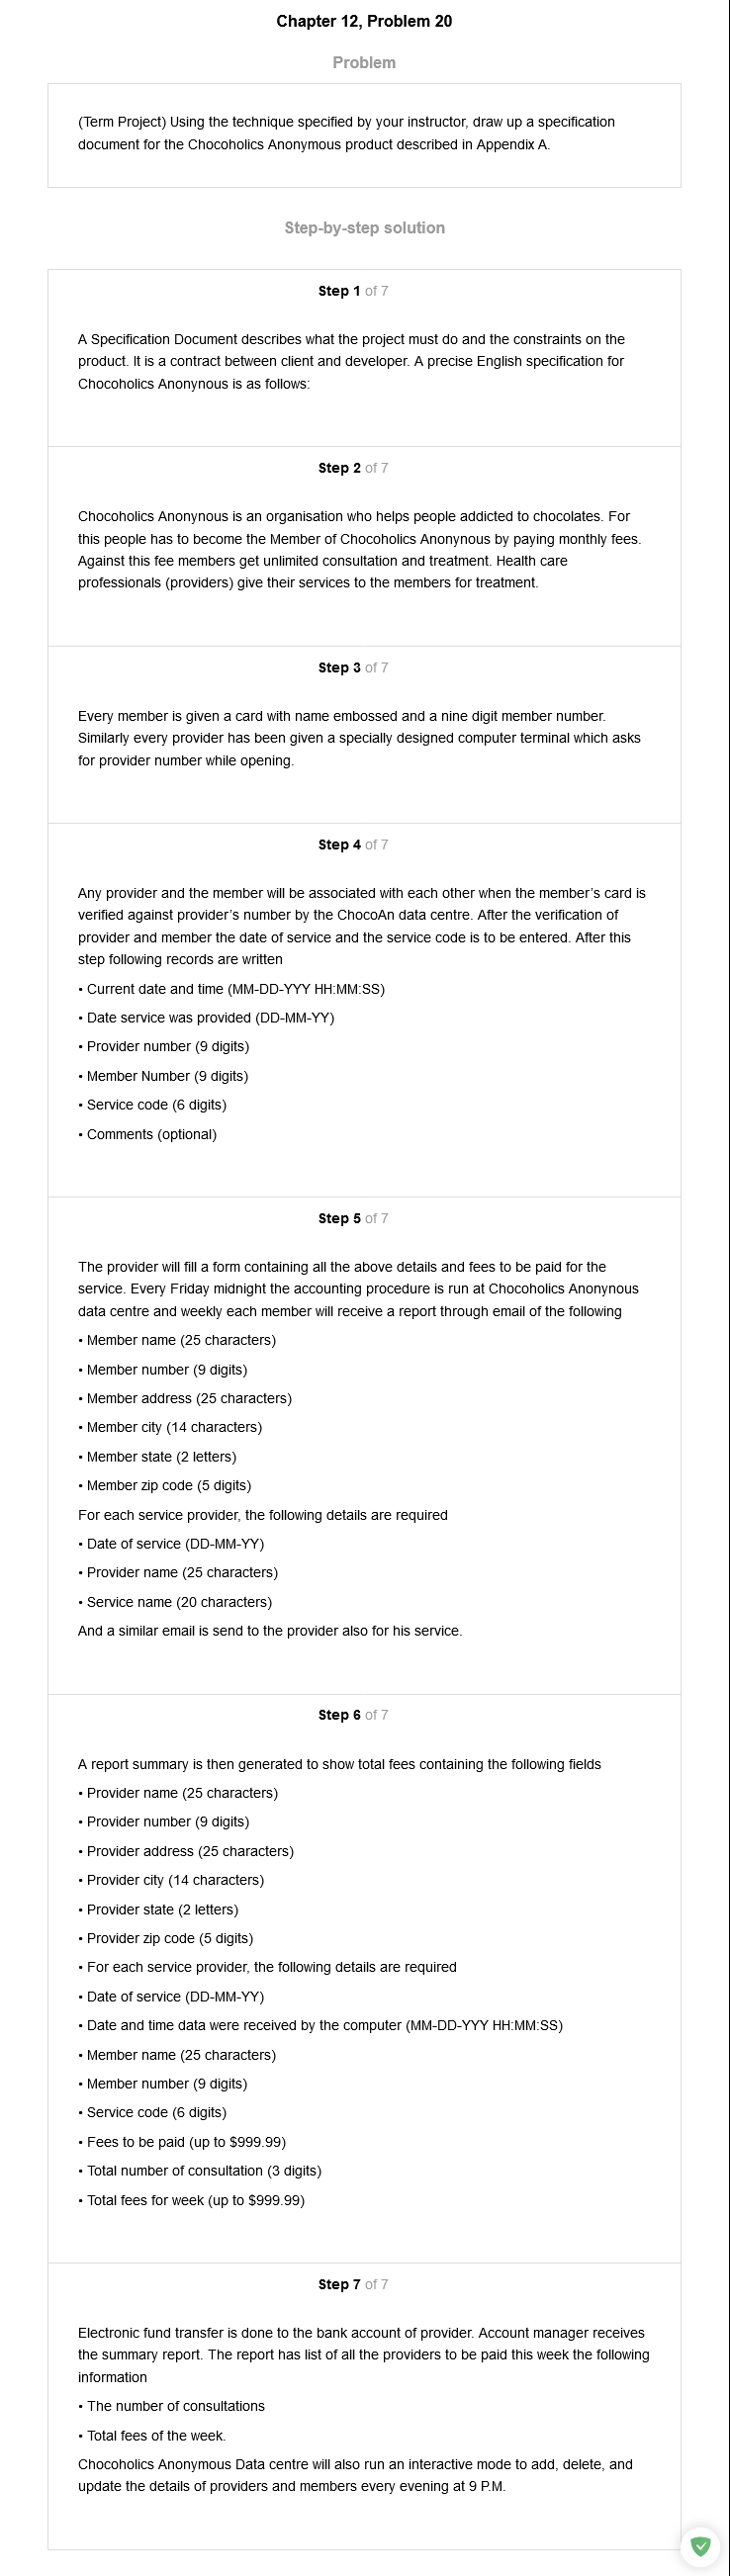 Chapter 12, Problem 20
Problem
(Term Project) Using the technique specified by your instructor, draw up a specification
document for the Chocoholics Anonymous product described in Appendix A.
Step-by-step solution
Step 1 of 7
A Specification Document describes what the project must do and the constraints on the
product. It is a contract between client and developer. A precise English specification for
Chocoholics Anonynous is as follows:
Step 2 of 7
Chocoholics Anonynous is an organisation who helps people addicted to chocolates. For
this people has to become the Member of Chocoholics Anonynous by paying monthly fees.
Against this fee members get unlimited consultation and treatment. Health care
professionals (providers) give their services to the members for treatment.
Step 3 of 7
Every member is given a card with name embossed and a nine digit member number.
Similarly every provider has been given a specially designed computer terminal which asks
for provider number while opening.
Step 4 of 7
Any provider and the member will be associated with each other when the member's card is
verified against provider's number by the ChocoAn data centre. After the verification of
provider and member the date of service and the service code is to be entered. After this
step following records are written
• Current date and time (MM-DD-YYY HH:MM:SS)
• Date service was provided (DD-MM-YY)
• Provider number (9 digits)
• Member Number (9 digits)
• Service code (6 digits)
• Comments (optional)
Step 5 of 7
The provider will fill a form containing all the above details and fees to be paid for the
service. Every Friday midnight the accounting procedure is run at Chocoholics Anonynous
data centre and weekly each member will receive a report through email of the following
• Member name (25 characters)
• Member number (9 digits)
• Member address (25 characters)
• Member city (14 characters)
• Member state (2 letters)
• Member zip code (5 digits)
For each service provider, the following details are required
• Date of service (DD-MM-YY)
• Provider name (25 characters)
• Service name (20 characters)
And a similar email is send to the provider also for his service.
Step 6 of 7
A report summary is then generated to show total fees containing the following fields
• Provider name (25 characters)
• Provider number (9 digits)
• Provider address (25 characters)
• Provider city (14 characters)
• Provider state (2 letters)
• Provider zip code (5 digits)
• For each service provider, the following details are required
• Date of service (DD-MM-YY)
• Date and time data were received by the computer (MM-DD-YYY HH:MM:SS)
• Member name (25 characters)
• Member number (9 digits)
• Service code (6 digits)
• Fees to be paid (up to $999.99)
• Total number of consultation (3 digits)
• Total fees for week (up to $999.99)
Step 7 of 7
Electronic fund transfer is done to the bank account of provider. Account manager receives
the summary report. The report has list of all the providers to be paid this week the following
information
• The number of consultations
• Total fees of the week.
Chocoholics Anonymous Data centre will also run an interactive mode to add, delete, and
update the details of providers and members every evening at 9 P.M.